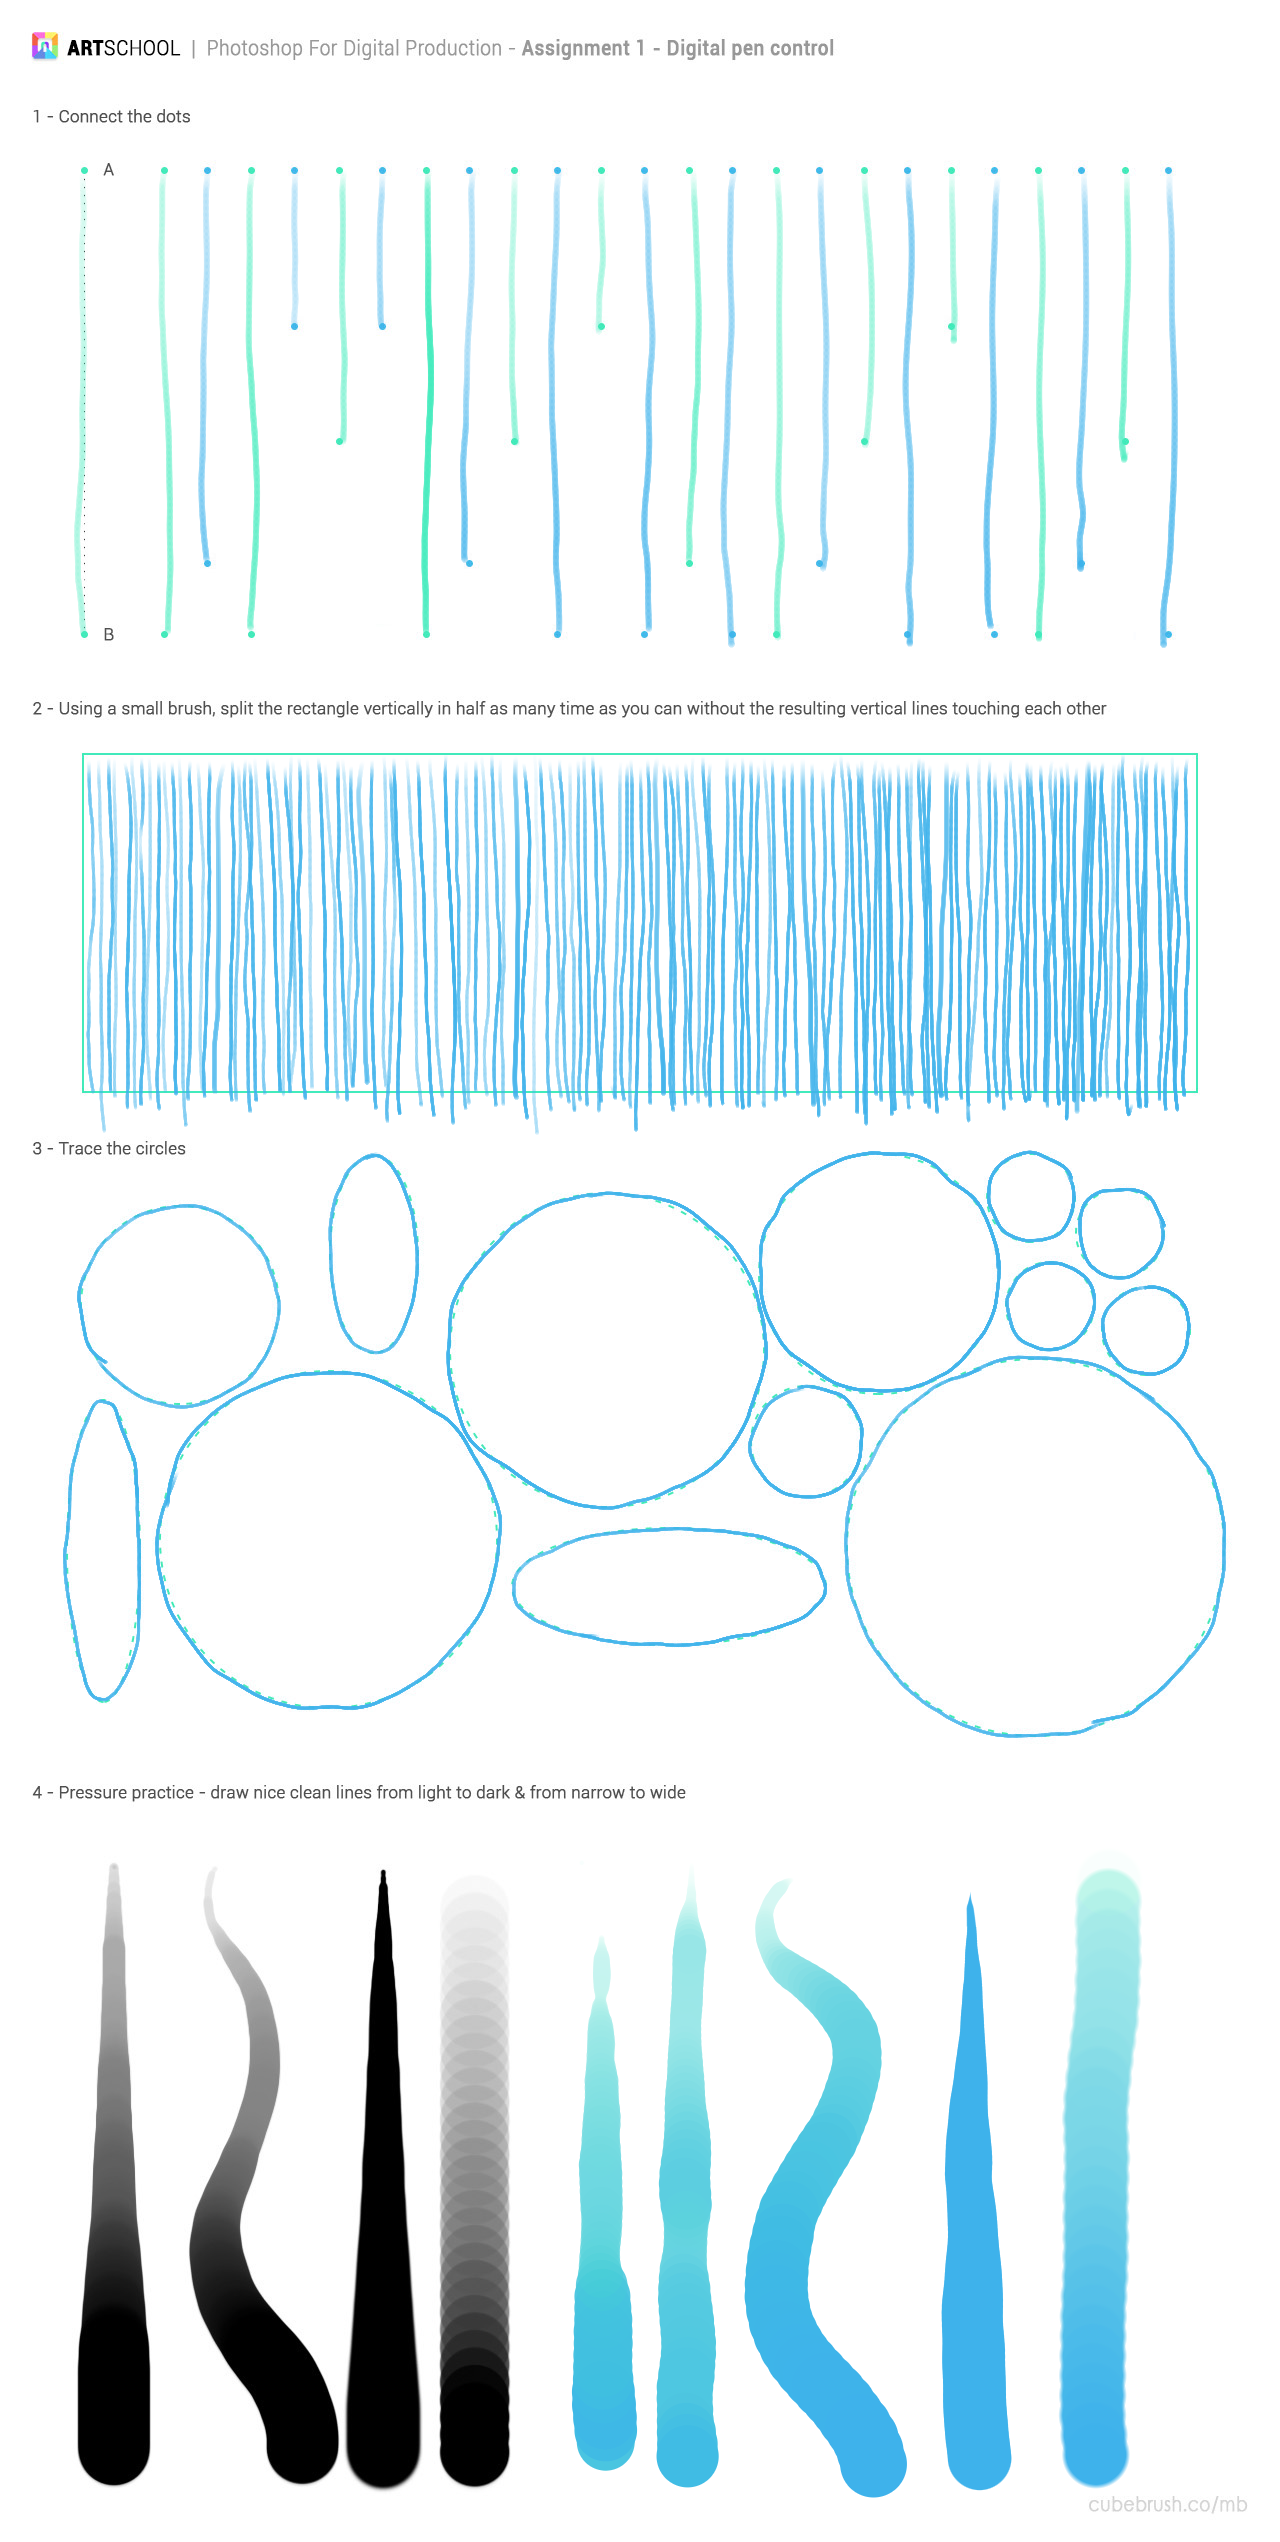 ARTSCHOOL | Photoshop For Digital Production - Assignment 1 - Digital pen control
1 - Connect the dots
A
B
2 - Using a small brush, split the rectangle vertically in half as many time as you can without the resulting vertical lines touching each other
3 - Trace the circles
4 - Pressure practice - draw nice clean lines from light to dark & from narrow to wide
cubebrush.co/mb